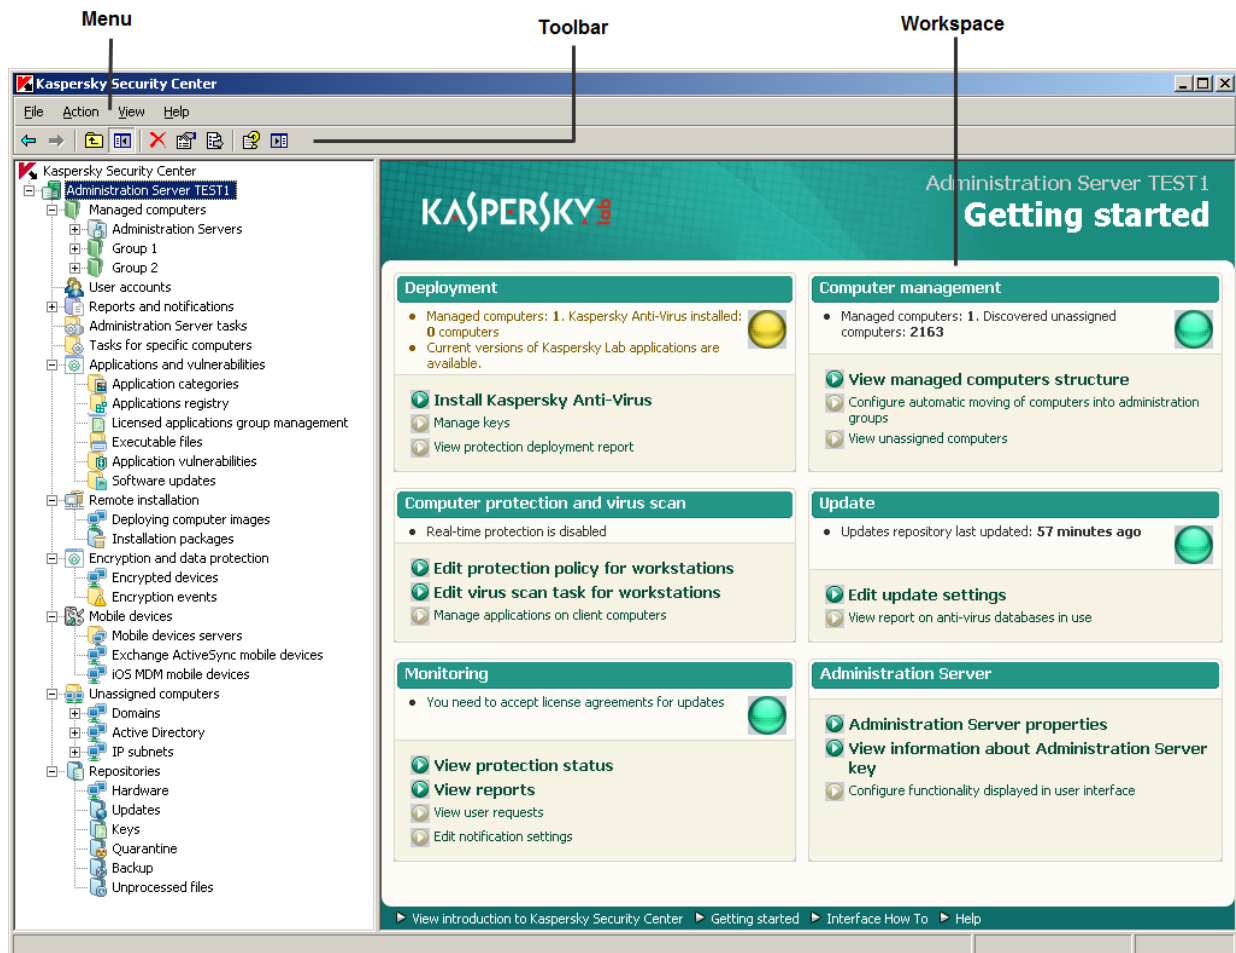 Menu
Toolbar
Workspace
Kaspersky Security Center
File Action View Help
Kaspersky Security Center
Administration Server TEST1
Managed computers
Administration Servers
Group 1
Group 2
User accounts
Reports and notifications
Administration Server tasks
Tasks for specific computers
Applications and vulnerabilities
Application categories
Applications registry
Licensed applications group management
Executable files
Application vulnerabilities
Software updates
Remote installation
Deploying computer images
Installation packages
Encryption and data protection
Encrypted devices
Encryption events
Mobile devices
Mobile devices servers
Exchange ActiveSync mobile devices
iOS MDM mobile devices
Unassigned computers
Domains
Active Directory
IP subnets
Repositories
Hardware
Updates
Keys
Quarantine
Backup
Unprocessed files
KASPERSKY lab
Administration Server TEST1
Getting started
Deployment
• Managed computers: 1. Kaspersky Anti-Virus installed:
0 computers
• Current versions of Kaspersky Lab applications are
available.
Install Kaspersky Anti-Virus
Manage keys
View protection deployment report
Computer management
• Managed computers: 1. Discovered unassigned
computers: 2163
View managed computers structure
Configure automatic moving of computers into administration
groups
View unassigned computers
Computer protection and virus scan
• Real-time protection is disabled
Edit protection policy for workstations
Edit virus scan task for workstations
Manage applications on client computers
Update
• Updates repository last updated: 57 minutes ago
Edit update settings
View report on anti-virus databases in use
Monitoring
• You need to accept license agreements for updates
View protection status
View reports
View user requests
Edit notification settings
Administration Server
Administration Server properties
View information about Administration Server
key
Configure functionality displayed in user interface
View introduction to Kaspersky Security Center Getting started Interface How To Help